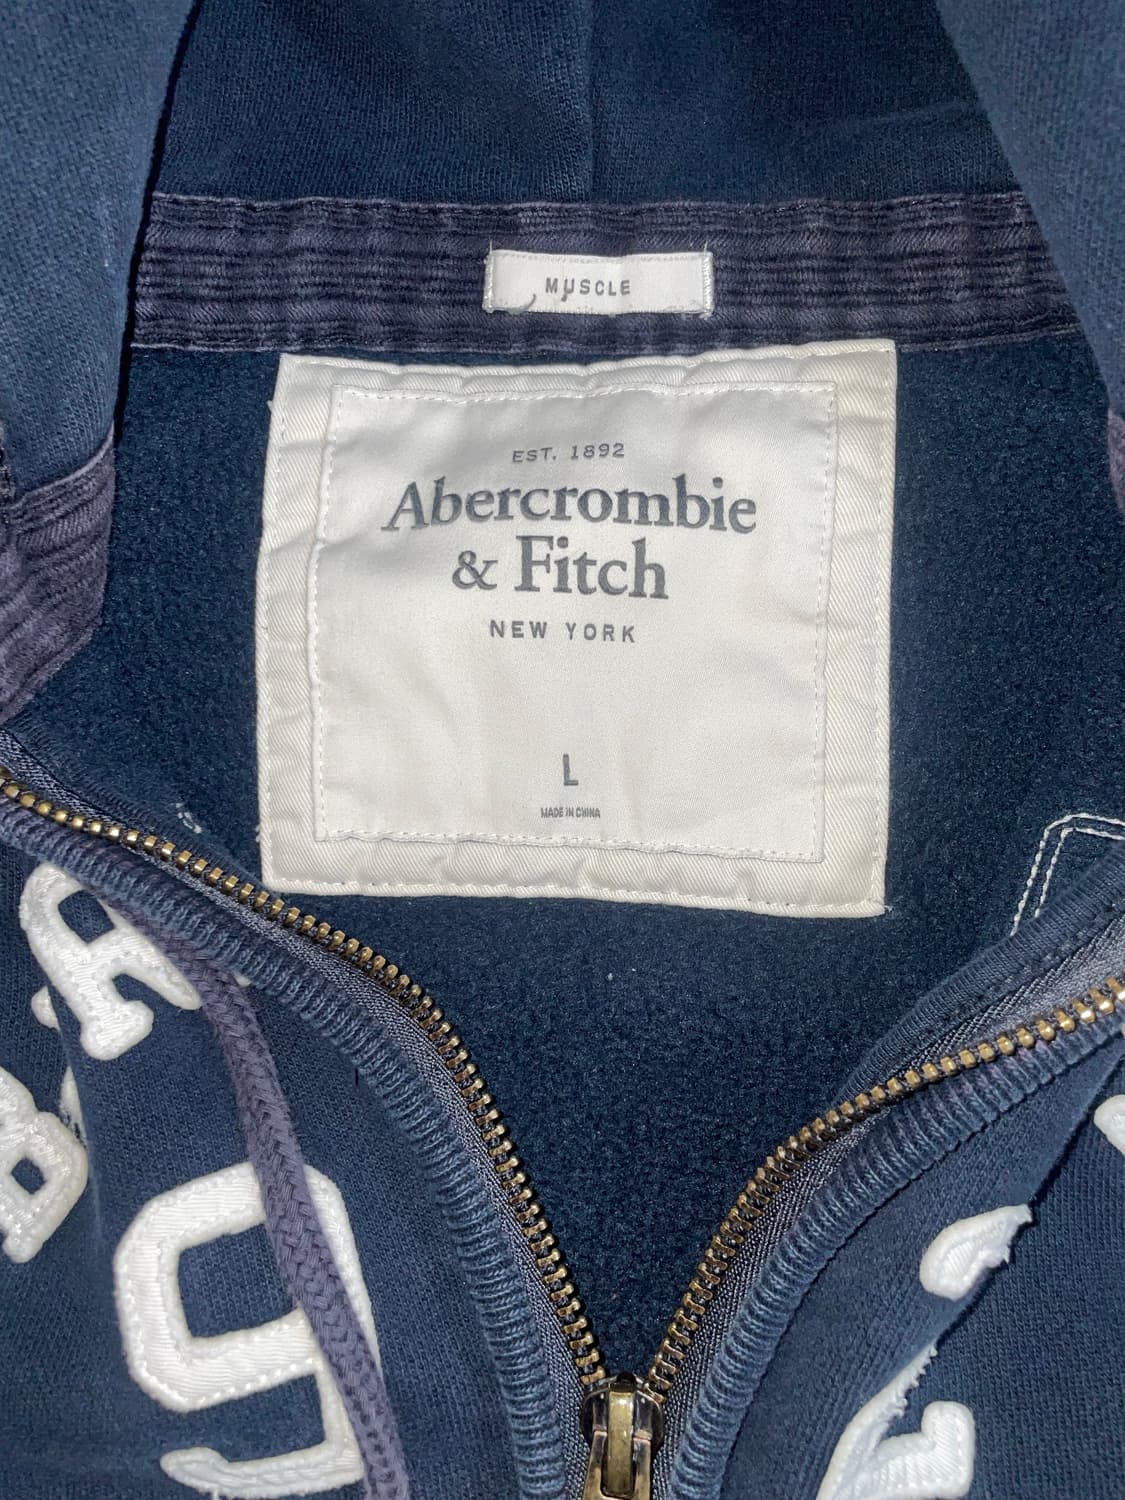 MUSCLE
EST. 1892
Abercrombie
& Fitch
NEW YORK
L
MADE IN CHINA